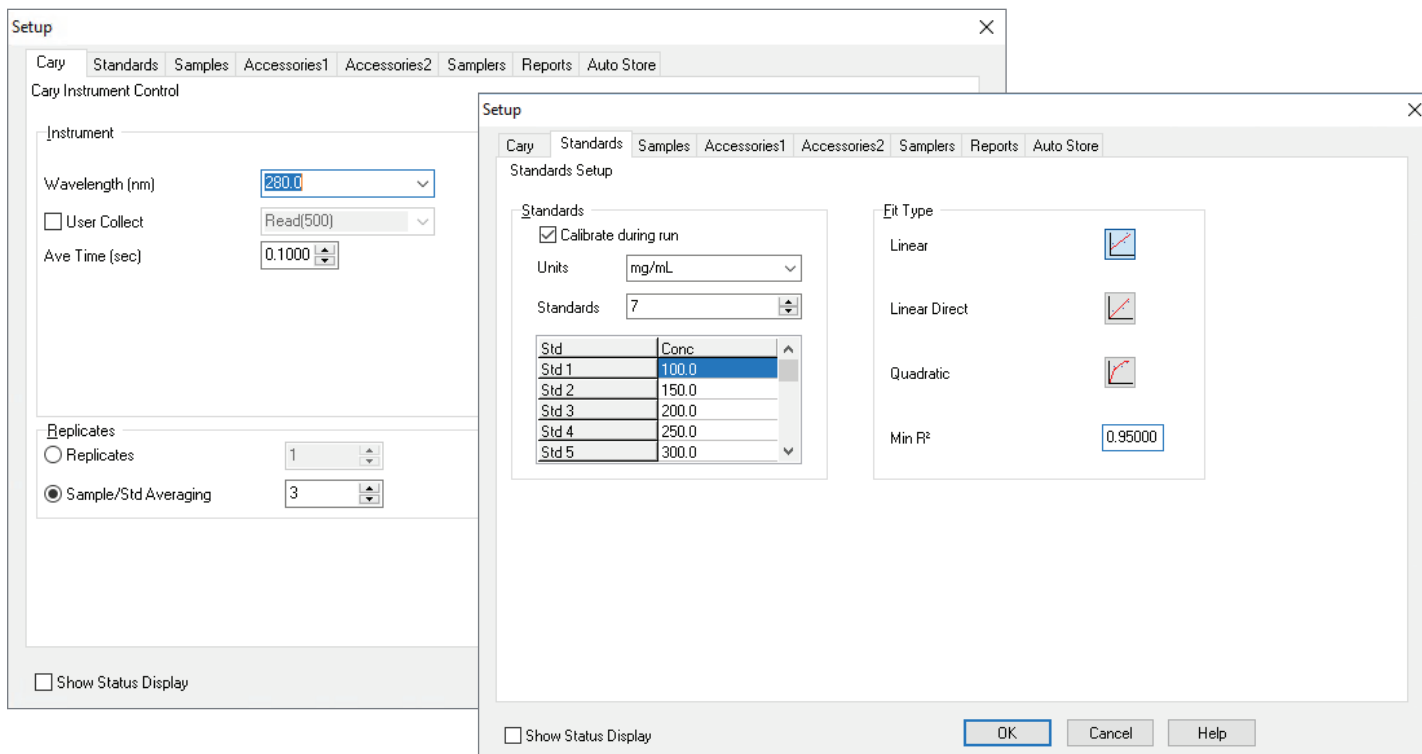 Setup
Cary Standards Samples Accessories1 Accessories2 Samplers Reports Auto Store
Cary Instrument Control
Instrument
Wavelength (nm) 280.0
User Collect Read(500)
Ave Time (sec) 0.1000
Replicates
Replicates 1
Sample/Std Averaging 3
Show Status Display
Setup
Cary Standards Samples Accessories1 Accessories2 Samplers Reports Auto Store
Standards Setup
Standards
Calibrate during run
Units mg/mL
Standards 7
Std Conc
Std 1 100.0
Std 2 150.0
Std 3 200.0
Std 4 250.0
Std 5 300.0
Fit Type
Linear
Linear Direct
Quadratic
Min R² 0.95000
Show Status Display
OK Cancel Help